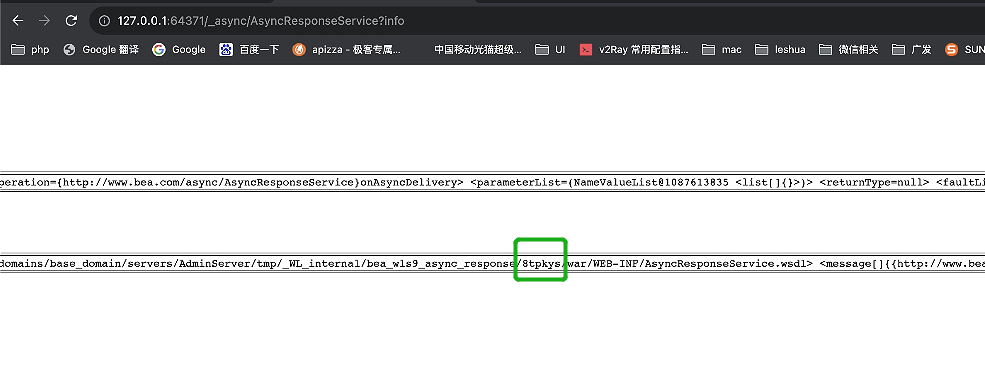 127.0.0.1:64371/_async/AsyncResponseService?info
php Google 翻译 Google 百度一下 apizza - 极客专属... 中国移动光猫超级... UI v2Ray 常用配置指... mac leshua 微信相关 广发 SUN
peration={http://www.bea.com/async/AsyncResponseService}onAsyncDelivery> <parameterList=(NameValueList@1087613835 <list[]{}>)> <returnType=null> <faultLi
domains/base_domain/servers/AdminServer/tmp/_WL_internal/bea_wls9_async_response/8tpkys/war/WEB-INF/AsyncResponseService.wsdl> <message[]{{http://www.bea